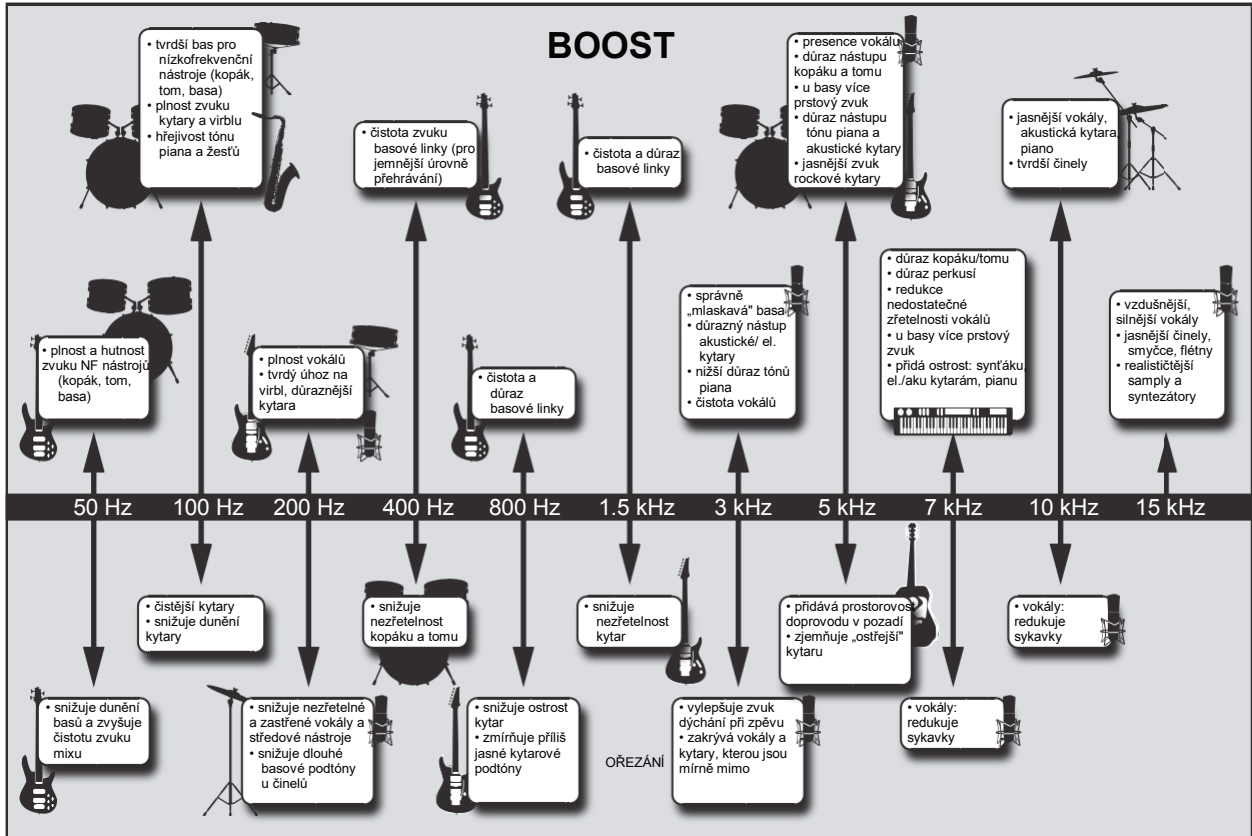 BOOST
• tvrdší bas pro
nízkofrekvenční
nástroje (kopák,
tom, basa)
• plnost zvuku
kytary a virblu
• hřejivost tónu
piana a žesťů
• čistota zvuku
basové linky (pro
jemnější úrovně
přehrávání)
• čistota a důraz
basové linky
• presence vokálu
• důraz nástupu
kopáku a tomu
• u basy více
prstový zvuk
• důraz nástupu
tónu piana a
akustické kytary
• jasnější zvuk
rockové kytary
• jasnější vokály,
akustická kytara,
piano
• tvrdší činely
• plnost a hutnost
zvuku NF nástrojů
(kopák, tom,
basa)
• plnost vokálů
• tvrdý úhoz na
virbl, důraznější
kytara
• čistota a
důraz
basové linky
• správně
„mlaskavá" basa
• důrazný nástup
akustické/ el.
kytary
• nižší důraz tónů
piana
• čistota vokálů
• důraz kopáku/tomu
• důraz perkusí
• redukce
nedostatečné
zřetelnosti vokálů
• u basy více prstový
zvuk
• přidá ostrost: synťáku,
el./aku kytarám, pianu
• vzdušnější,
silnější vokály
• jasnější činely,
smyčce, flétny
• realističtější
samply a
syntezátory
50 Hz 100 Hz 200 Hz 400 Hz 800 Hz 1.5 kHz 3 kHz 5 kHz 7 kHz 10 kHz 15 kHz
• čistější kytary
• snižuje dunění
kytary
• snižuje
nezřetelnost
kopáku a tomu
• snižuje
nezřetelnost
kytar
• přidává prostorovost
doprovodu v pozadí
• zjemňuje „ostřejší"
kytaru
• vokály:
redukuje
sykavky
• snižuje dunění
basů a zvyšuje
čistotu zvuku
mixu
• snižuje nezřetelné
a zastřené vokály a
středové nástroje
• snižuje dlouhé
basové podtóny
u činelů
• snižuje ostrost
kytar
• zmírňuje příliš
jasné kytarové
podtóny
OŘEZÁNÍ
• vylepšuje zvuk
dýchání při zpěvu
• zakrývá vokály a
kytary, kterou jsou
mírně mimo
• vokály:
redukuje
sykavky